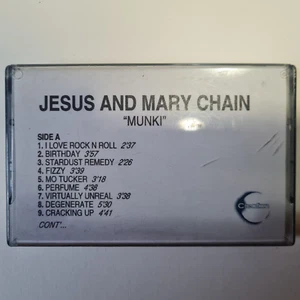 JESUS AND MARY CHAIN
"MUNKI"
SIDE A
1. I LOVE ROCK N ROLL 2'37
2. BIRTHDAY 3'57
3. STARDUST REMEDY 2'26
4. FIZZY 3'39
5. MO TUCKER 3'18
6. PERFUME 4'38
7. VIRTUALLY UNREAL 3'38
8. DEGENERATE 5'30
9. CRACKING UP 4'41
CONT'...
Creation